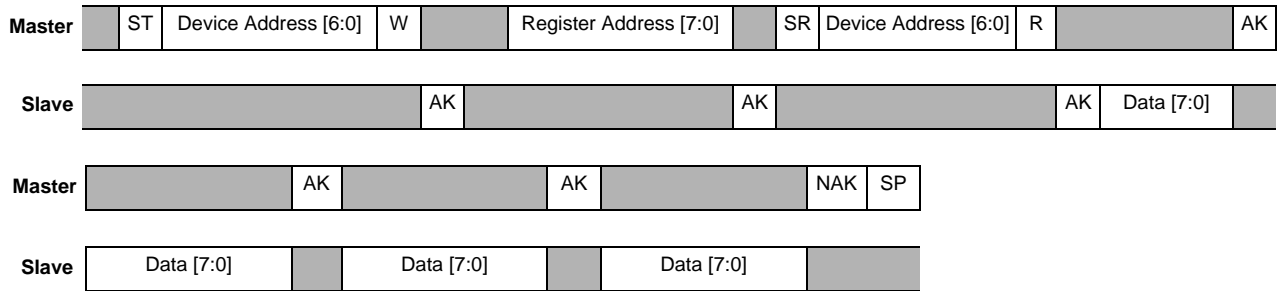 Master ST Device Address [6:0] W Register Address [7:0] SR Device Address [6:0] R AK
Slave AK AK AK Data [7:0]
Master AK AK NAK SP
Slave Data [7:0] Data [7:0] Data [7:0]